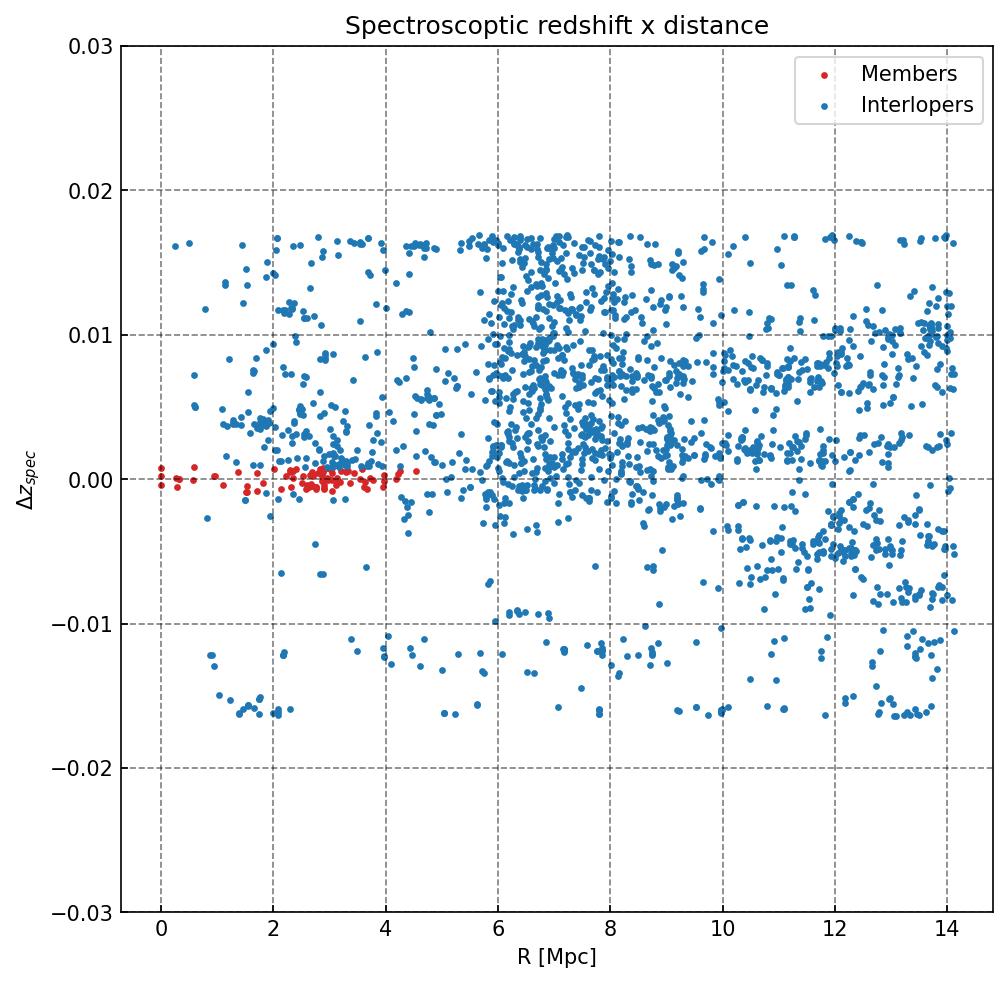 Spectroscoptic redshift x distance
Members
Interlopers
0.03
0.02
0.01
0.00
−0.01
−0.02
−0.03
Δz_spec
0 2 4 6 8 10 12 14
R [Mpc]